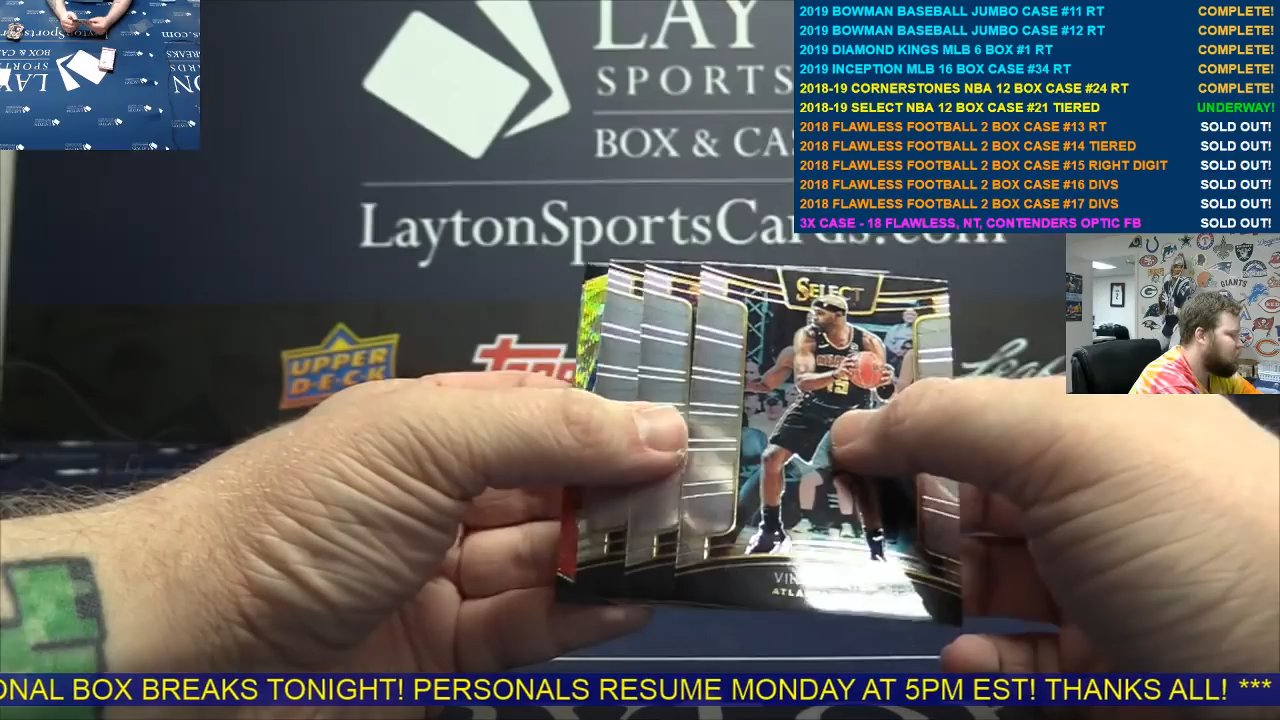 2019 BOWMAN BASEBALL JUMBO CASE #11 RT COMPLETE!
2019 BOWMAN BASEBALL JUMBO CASE #12 RT COMPLETE!
2019 DIAMOND KINGS MLB 6 BOX #1 RT COMPLETE!
2019 INCEPTION MLB 16 BOX CASE #34 RT COMPLETE!
2018-19 CORNERSTONES NBA 12 BOX CASE #24 RT COMPLETE!
2018-19 SELECT NBA 12 BOX CASE #21 TIERED UNDERWAY!
2018 FLAWLESS FOOTBALL 2 BOX CASE #13 RT SOLD OUT!
2018 FLAWLESS FOOTBALL 2 BOX CASE #14 TIERED SOLD OUT!
2018 FLAWLESS FOOTBALL 2 BOX CASE #15 RIGHT DIGIT SOLD OUT!
2018 FLAWLESS FOOTBALL 2 BOX CASE #16 DIVS SOLD OUT!
2018 FLAWLESS FOOTBALL 2 BOX CASE #17 DIVS SOLD OUT!
3X CASE - 18 FLAWLESS, NT, CONTENDERS OPTIC FB SOLD OUT!
LAY
SPORTS
BOX & CA
LaytonSportsCards.com
UPPER
DECK
Topps
Leaf
SELECT
15
GIANTS
ONAL BOX BREAKS TONIGHT! PERSONALS RESUME MONDAY AT 5PM EST! THANKS ALL! ***